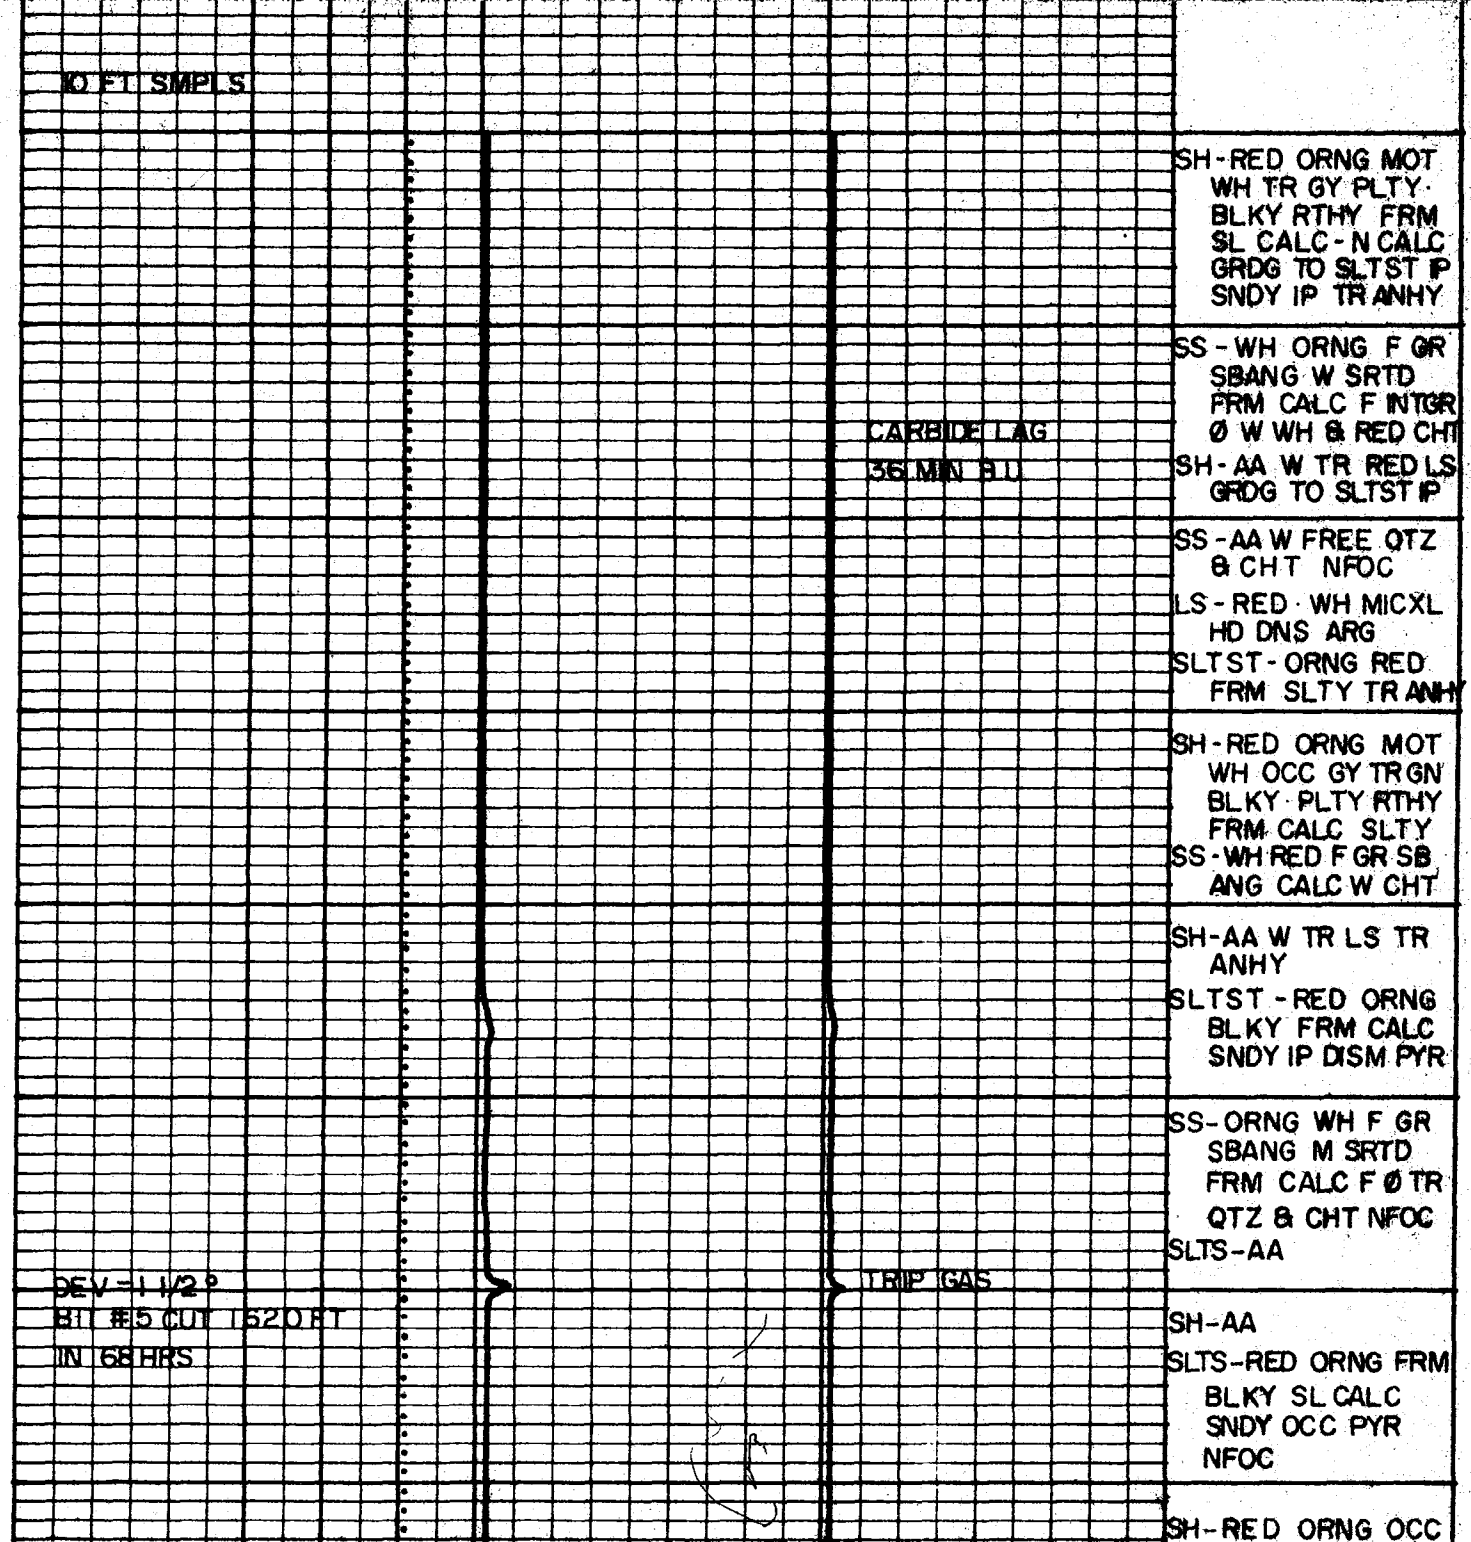 10 FT SMPLS
SH-RED ORNG MOT
WH TR GY PLTY·
BLKY RTHY FRM
SL CALC-N CALC
GRDG TO SLTST IP
SNDY IP TR ANHY
SS-WH ORNG F GR
SBANG W SRTD
FRM CALC F INTGR
Ø W WH & RED CHT
CARBIDE LAG
36 MIN B.U.
SH-AA W TR RED LS
GRDG TO SLTST IP
SS-AA W FREE QTZ
& CHT NFOC
LS-RED·WH MICXL
HD DNS ARG
SLTST-ORNG RED
FRM SLTY TR ANHY
SH-RED ORNG MOT
WH OCC GY TR GN
BLKY·PLTY RTHY
FRM CALC SLTY
SS-WH RED F GR SB
ANG CALC W CHT
SH-AA W TR LS TR
ANHY
SLTST-RED ORNG
BLKY FRM CALC
SNDY IP DISM PYR
SS-ORNG WH F GR
SBANG M SRTD
FRM CALC F Ø TR
QTZ & CHT NFOC
SLTS-AA
DEV-1 1/2°
BIT #5 CUT 1620 FT
IN 68 HRS
TRIP GAS
SH-AA
SLTS-RED ORNG FRM
BLKY SL CALC
SNDY OCC PYR
NFOC
SH-RED ORNG OCC